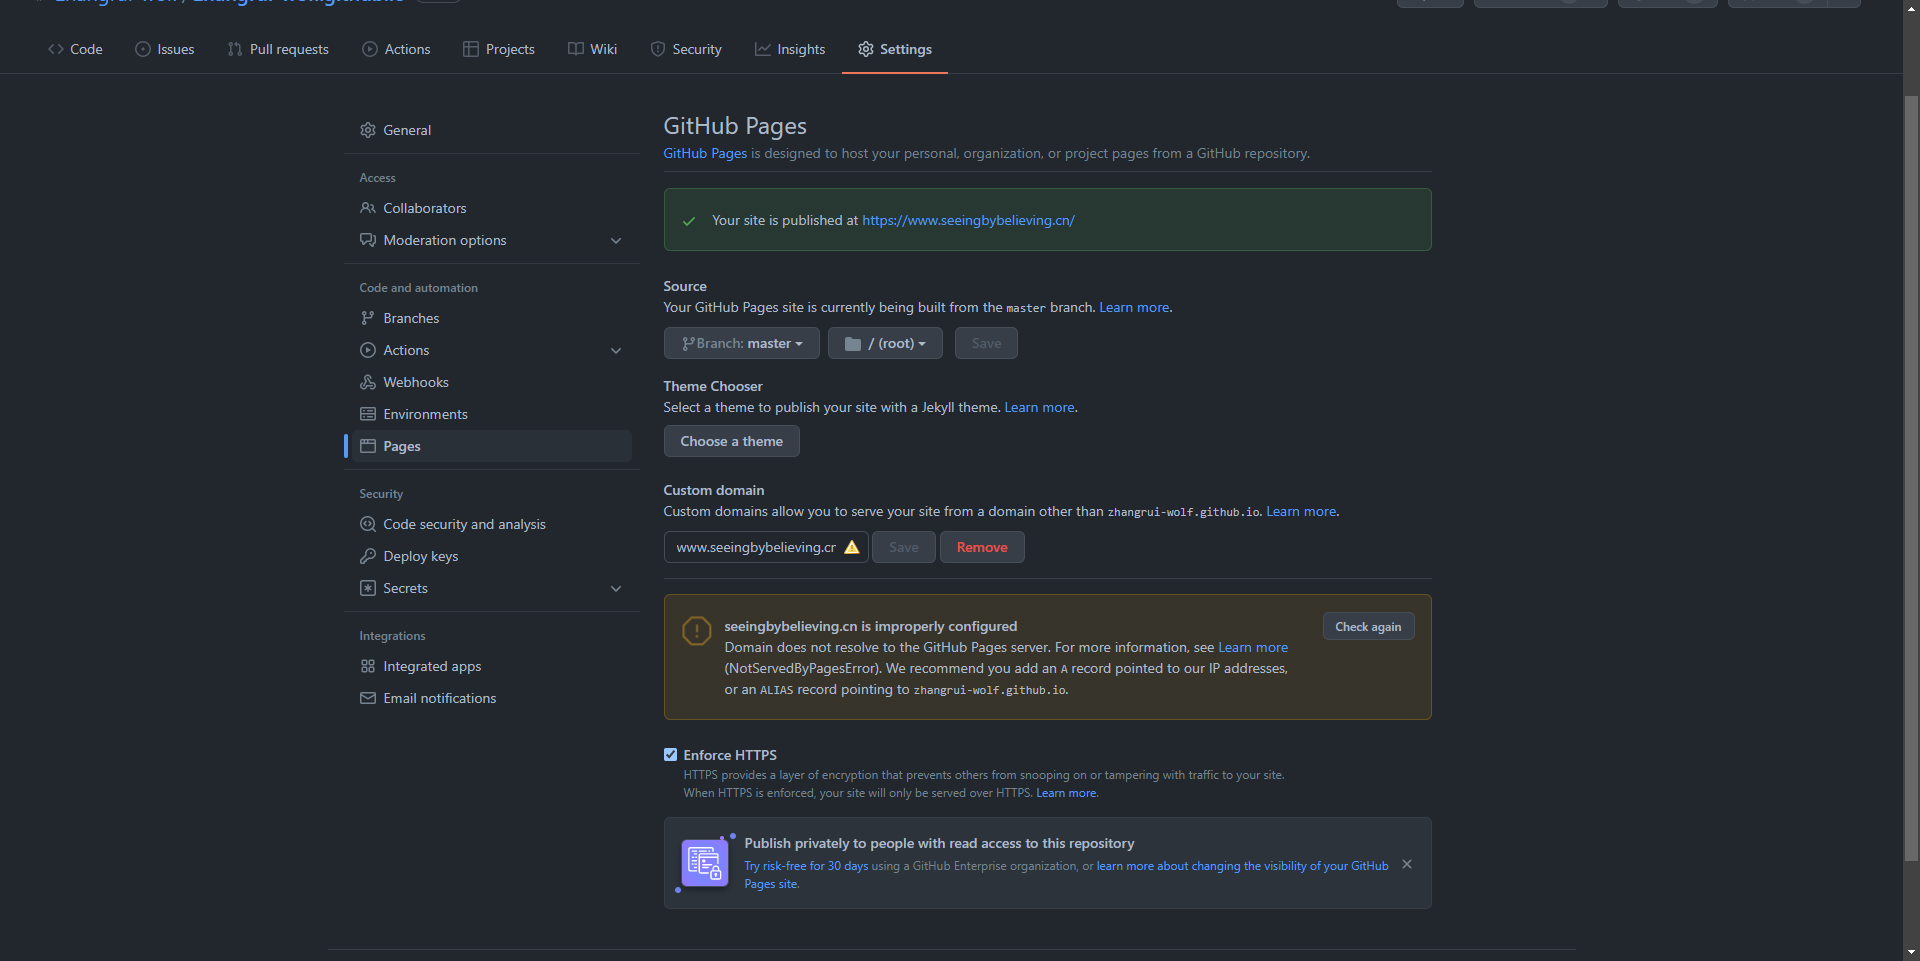 Code
Issues
Pull requests
Actions
Projects
Wiki
Security
Insights
Settings
General
Access
Collaborators
Moderation options
Code and automation
Branches
Actions
Webhooks
Environments
Pages
Security
Code security and analysis
Deploy keys
Secrets
Integrations
Integrated apps
Email notifications
GitHub Pages
GitHub Pages is designed to host your personal, organization, or project pages from a GitHub repository.
Your site is published at https://www.seeingbybelieving.cn/
Source
Your GitHub Pages site is currently being built from the master branch. Learn more.
Branch: master
/ (root)
Save
Theme Chooser
Select a theme to publish your site with a Jekyll theme. Learn more.
Choose a theme
Custom domain
Custom domains allow you to serve your site from a domain other than zhangrui-wolf.github.io. Learn more.
www.seeingbybelieving.cr
Save
Remove
seeingbybelieving.cn is improperly configured
Check again
Domain does not resolve to the GitHub Pages server. For more information, see Learn more
(NotServedByPagesError). We recommend you add an A record pointed to our IP addresses,
or an ALIAS record pointing to zhangrui-wolf.github.io.
Enforce HTTPS
HTTPS provides a layer of encryption that prevents others from snooping on or tampering with traffic to your site.
When HTTPS is enforced, your site will only be served over HTTPS. Learn more.
Publish privately to people with read access to this repository
Try risk-free for 30 days using a GitHub Enterprise organization, or learn more about changing the visibility of your GitHub
Pages site.